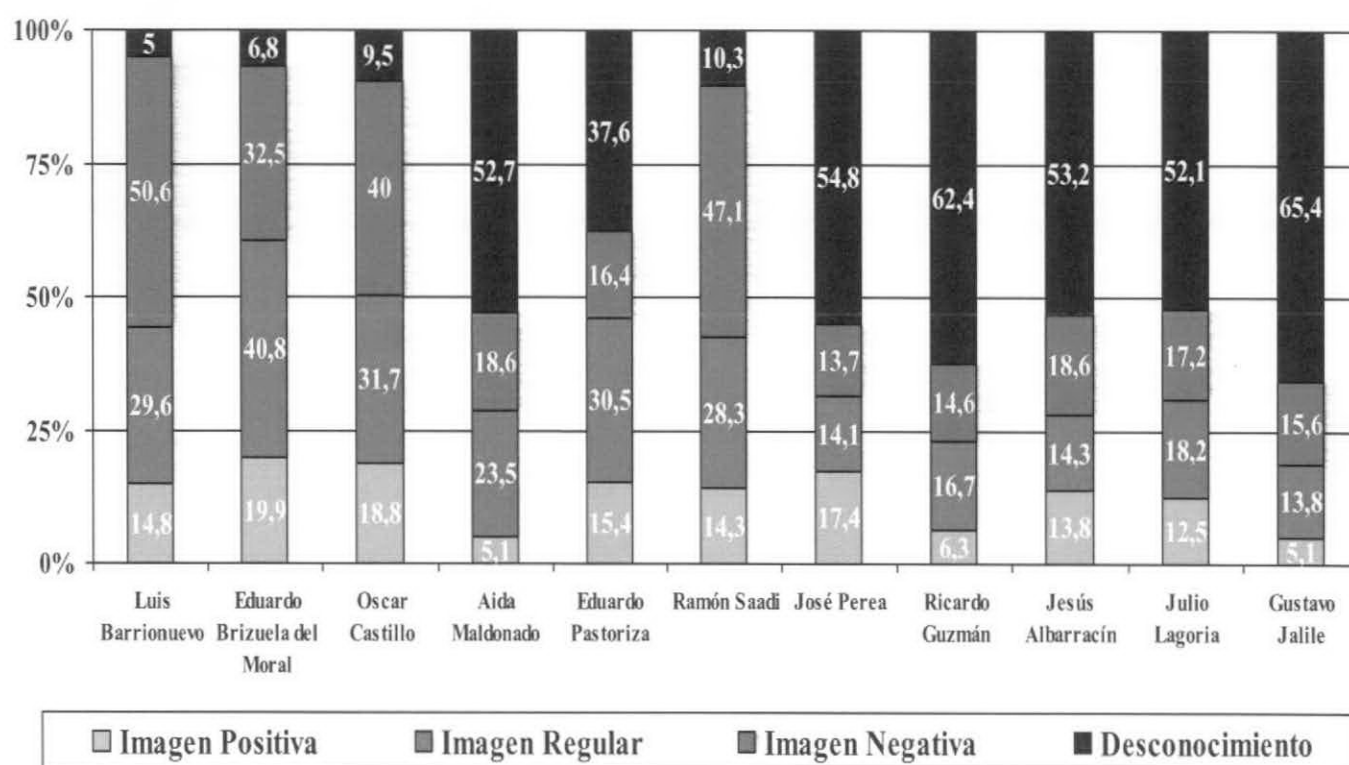 100%
5
6,8
9,5
52,7
37,6
10,3
54,8
62,4
53,2
52,1
65,4
75%
50,6
32,5
40
18,6
16,4
47,1
13,7
14,6
18,6
17,2
15,6
50%
29,6
40,8
31,7
23,5
30,5
28,3
14,1
16,7
14,3
18,2
13,8
25%
14,8
19,9
18,8
5,1
15,4
14,3
17,4
6,3
13,8
12,5
5,1
0%
Luis
Barrionuevo
Eduardo
Brizuela del
Moral
Oscar
Castillo
Aida
Maldonado
Eduardo
Pastoriza
Ramón Saadi
José Perea
Ricardo
Guzmán
Jesús
Albarracín
Julio
Lagoria
Gustavo
Jalile
Imagen Positiva
Imagen Regular
Imagen Negativa
Desconocimiento